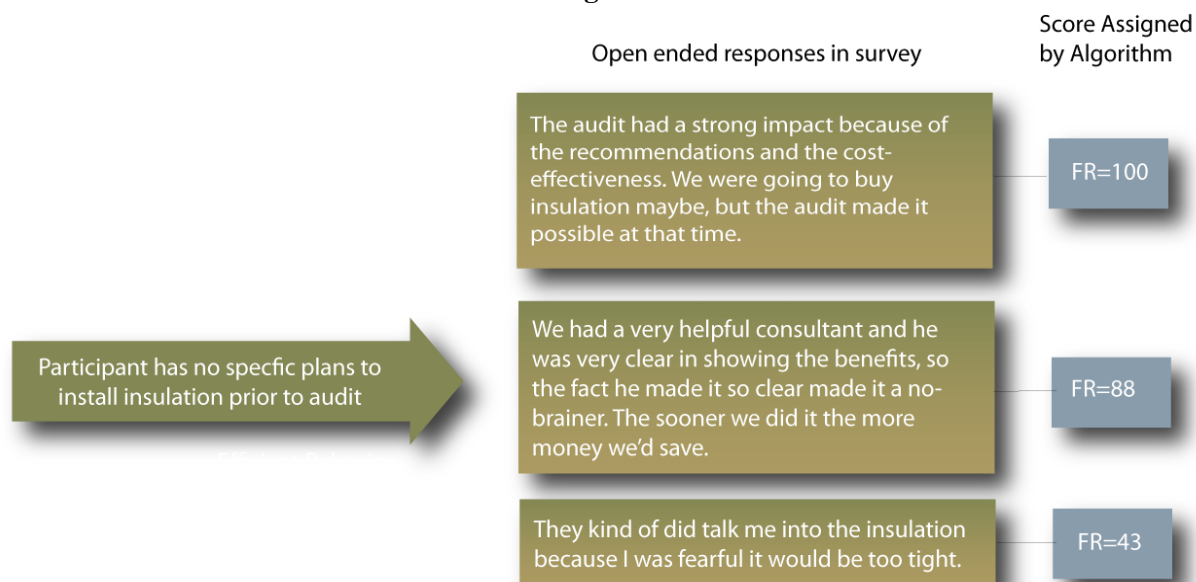 Score Assigned
by Algorithm
Open ended responses in survey
The audit had a strong impact because of
the recommendations and the cost-
effectiveness. We were going to buy
insulation maybe, but the audit made it
possible at that time.
FR=100
Participant has no specfic plans to
install insulation prior to audit
We had a very helpful consultant and he
was very clear in showing the benefits, so
the fact he made it so clear made it a no-
brainer. The sooner we did it the more
money we’d save.
FR=88
They kind of did talk me into the insulation
because I was fearful it would be too tight.
FR=43